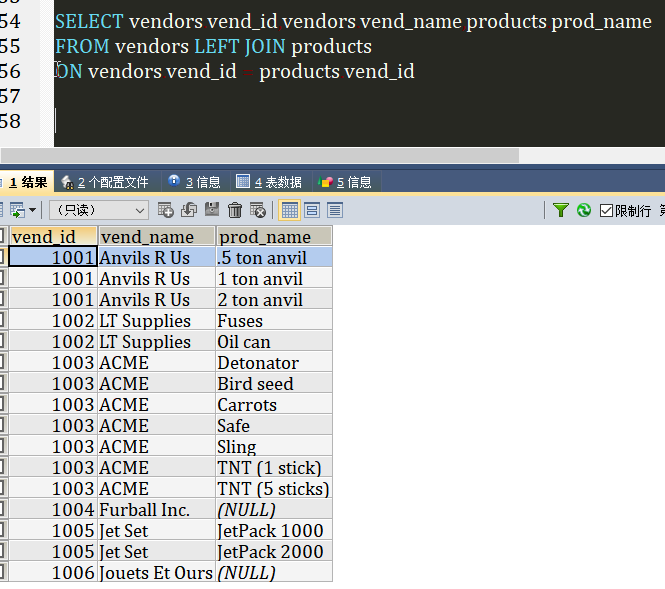 54 SELECT vendors vend_id vendors vend_name products prod_name
55 FROM vendors LEFT JOIN products
56 ON vendors vend_id = products vend_id
57
58
1 结果 2 个配置文件 3 信息 4 表数据 5 信息
(只读) 限制行
vend_id vend_name prod_name
1001 Anvils R Us .5 ton anvil
1001 Anvils R Us 1 ton anvil
1001 Anvils R Us 2 ton anvil
1002 LT Supplies Fuses
1002 LT Supplies Oil can
1003 ACME Detonator
1003 ACME Bird seed
1003 ACME Carrots
1003 ACME Safe
1003 ACME Sling
1003 ACME TNT (1 stick)
1003 ACME TNT (5 sticks)
1004 Furball Inc. (NULL)
1005 Jet Set JetPack 1000
1005 Jet Set JetPack 2000
1006 Jouets Et Ours (NULL)